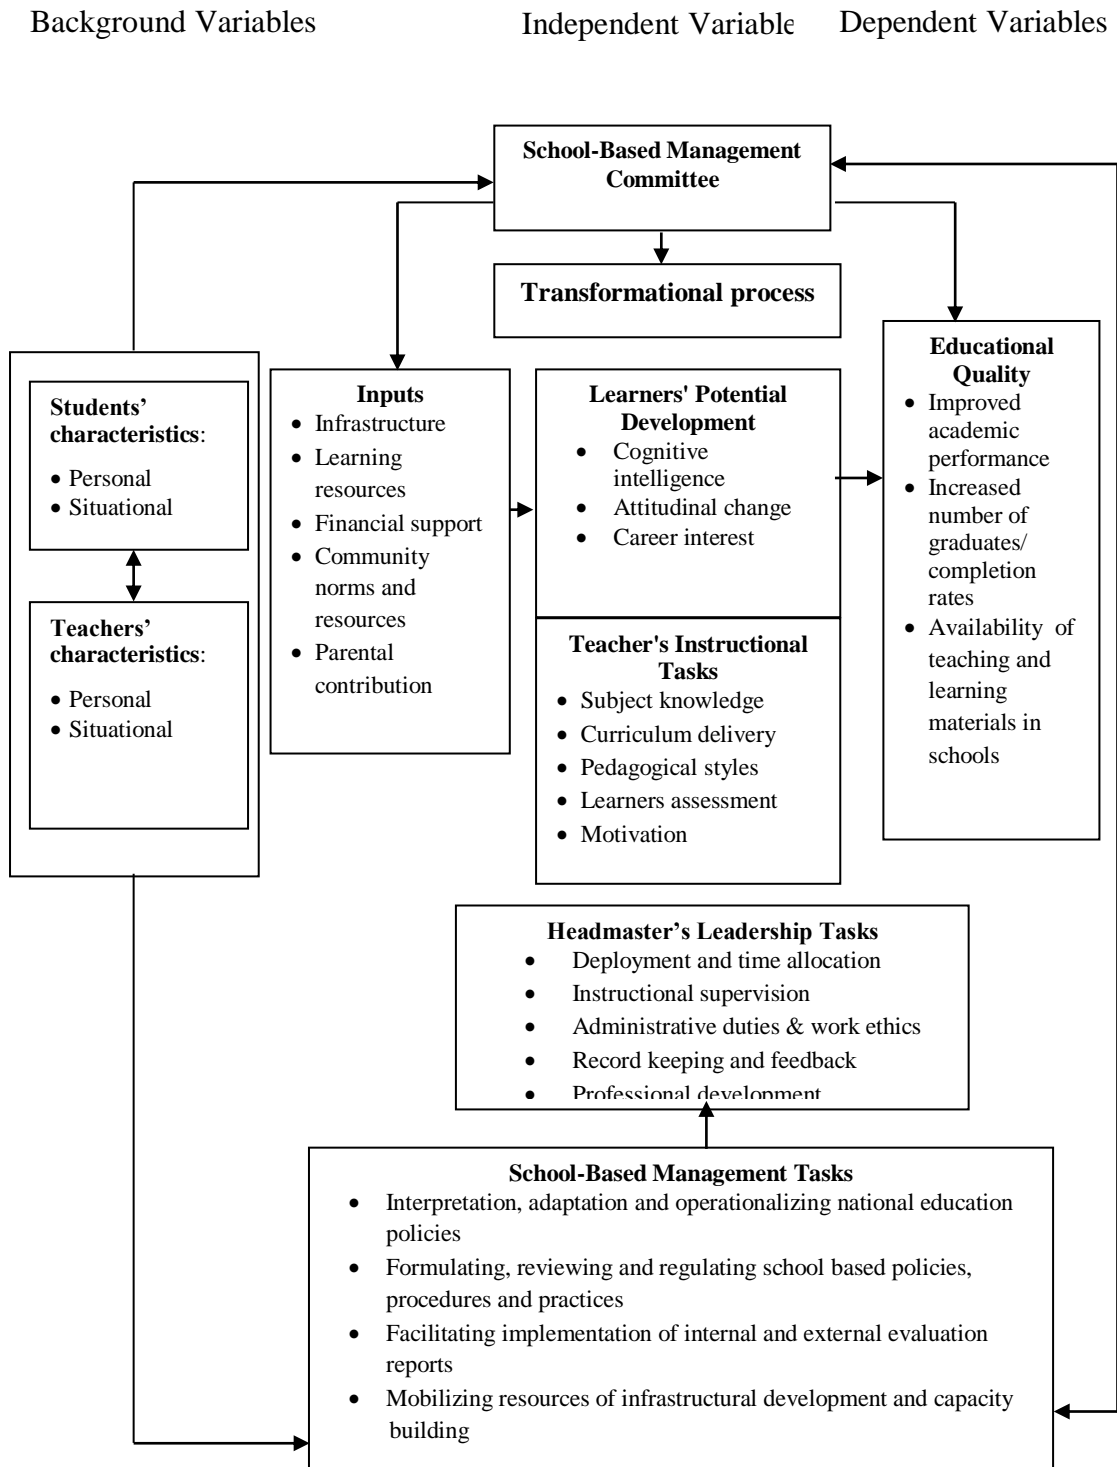 Background Variables
Independent Variable
Dependent Variables
School-Based Management
Committee
Transformational process
Students’
characteristics:
• Personal
• Situational
Teachers’
characteristics:
• Personal
• Situational
Inputs
• Infrastructure
• Learning
resources
• Financial support
• Community
norms and
resources
• Parental
contribution
Learners' Potential
Development
• Cognitive
intelligence
• Attitudinal change
• Career interest
Teacher's Instructional
Tasks
• Subject knowledge
• Curriculum delivery
• Pedagogical styles
• Learners assessment
• Motivation
Educational
Quality
• Improved
academic
performance
• Increased
number of
graduates/
completion
rates
• Availability of
teaching and
learning
materials in
schools
Headmaster’s Leadership Tasks
• Deployment and time allocation
• Instructional supervision
• Administrative duties & work ethics
• Record keeping and feedback
• Professional development
School-Based Management Tasks
• Interpretation, adaptation and operationalizing national education
policies
• Formulating, reviewing and regulating school based policies,
procedures and practices
• Facilitating implementation of internal and external evaluation
reports
• Mobilizing resources of infrastructural development and capacity
building